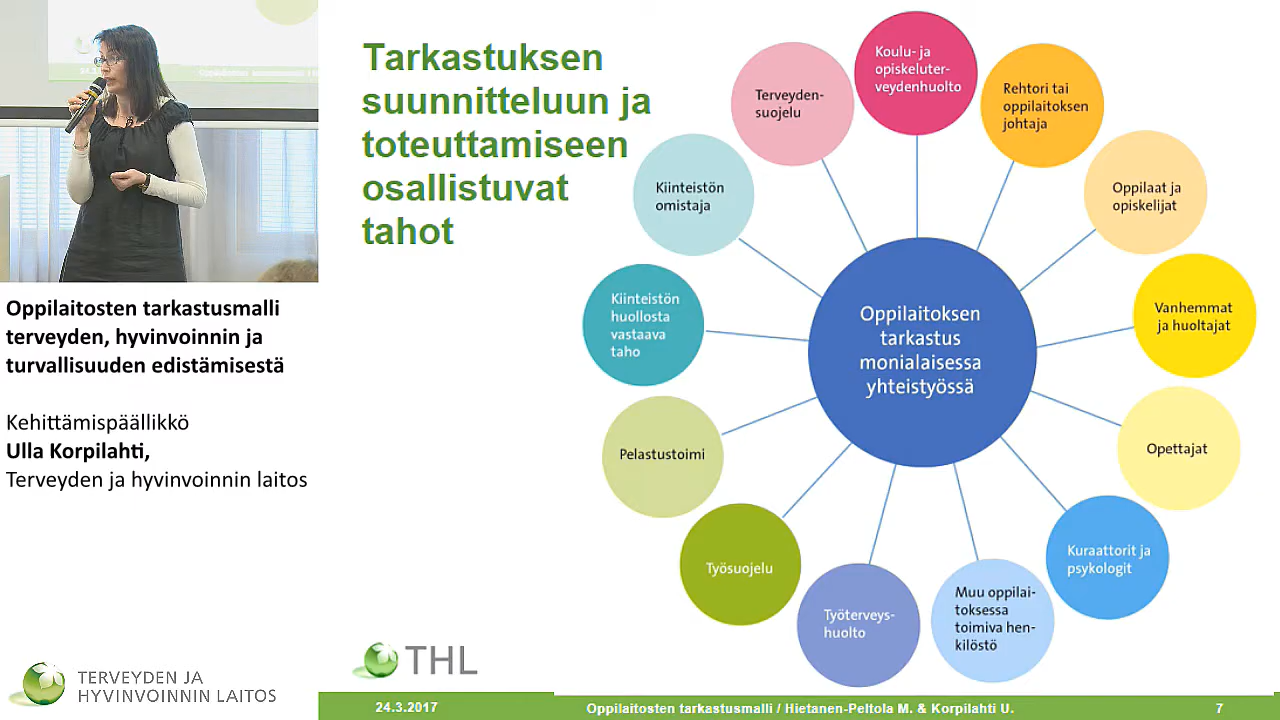 Tarkastuksen
suunnitteluun ja
toteuttamiseen
osallistuvat
tahot
Koulu- ja
opiskeluter-
veydenhuolto
Rehtori tai
oppilaitoksen
johtaja
Oppilaat ja
opiskelijat
Vanhemmat
ja huoltajat
Opettajat
Kuraattorit ja
psykologit
Muu oppilai-
toksessa
toimiva hen-
kilöstö
Työterveys-
huolto
Työsuojelu
Pelastustoimi
Kiinteistön
huollosta
vastaava
taho
Kiinteistön
omistaja
Terveyden-
suojelu
Oppilaitoksen
tarkastus
monialaisessa
yhteistyössä
Oppilaitosten tarkastusmalli
terveyden, hyvinvoinnin ja
turvallisuuden edistämisestä
Kehittämispäällikkö
Ulla Korpilahti,
Terveyden ja hyvinvoinnin laitos
TERVEYDEN JA
HYVINVOINNIN LAITOS
THL
24.3.2017
Oppilaitosten tarkastusmalli / Hietanen-Peltola M. & Korpilahti U.
7